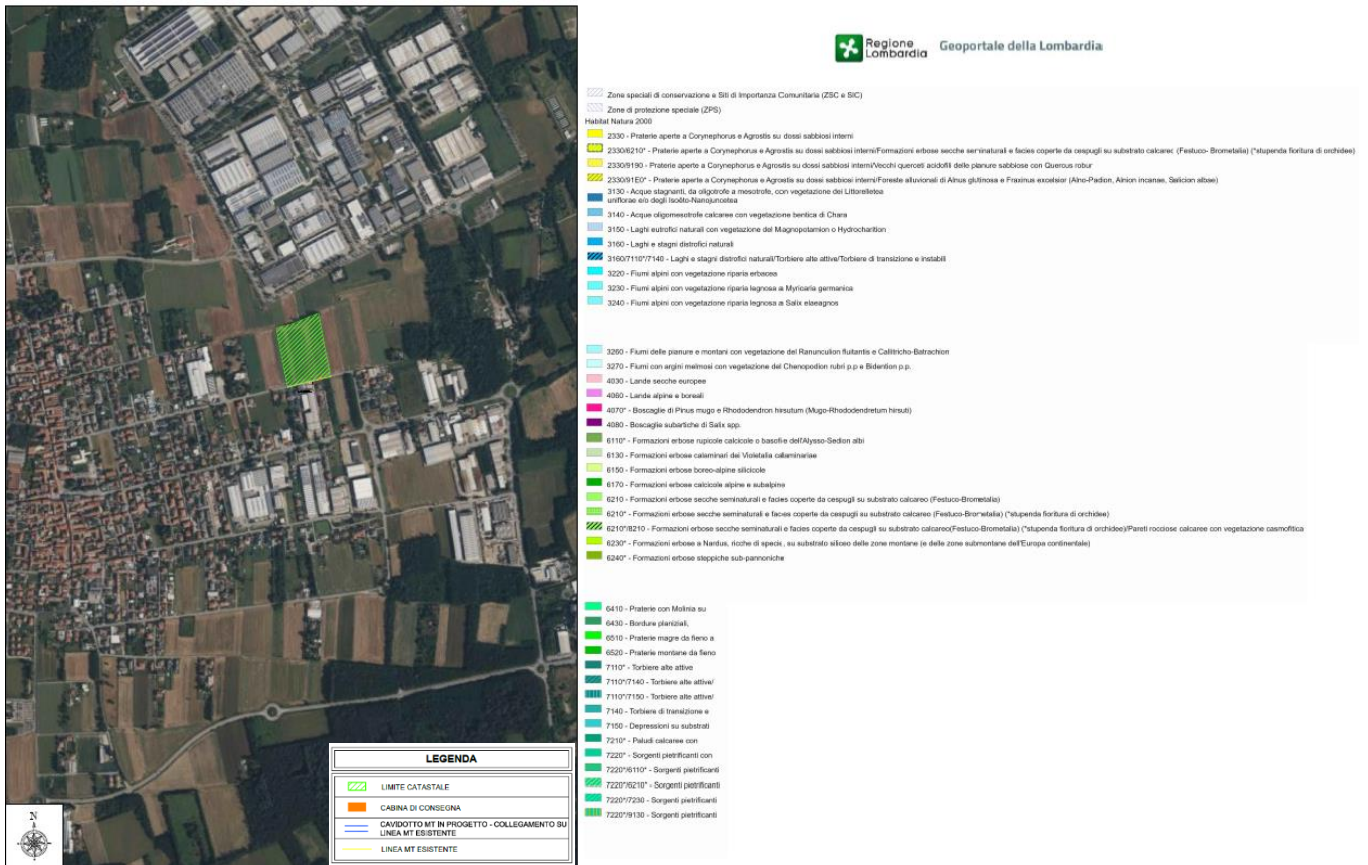 Regione
Lombardia
Geoportale della Lombardia
Zone speciali di conservazione e Siti di Importanza Comunitaria (ZSC e SIC)
Zone di protezione speciale (ZPS)
Habitat Natura 2000
2330 - Praterie aperte a Corynephorus e Agrostis su dossi sabbiosi interni
2330/6210* - Praterie aperte a Corynephorus e Agrostis su dossi sabbiosi interni/Formazioni erbose secche seminaturali e facies coperte da cespugli su substrato calcareo (Festuco- Brometalia) (*stupenda fioritura di orchidee)
2330/9190 - Praterie aperte a Corynephorus e Agrostis su dossi sabbiosi interni/Vecchi querceti acidofili delle pianure sabbiose con Quercus robur
2330/91E0* - Praterie aperte a Corynephorus e Agrostis su dossi sabbiosi interni/Foreste alluvionali di Alnus glutinosa e Fraxinus excelsior (Alno-Padion, Alnion incanae, Salicion albae)
3130 - Acque stagnanti, da oligotrofe a mesotrofe, con vegetazione dei Littorelletea
uniflorae e/o degli Isoëto-Nanojuncetea
3140 - Acque oligomesotrofe calcaree con vegetazione bentica di Chara
3150 - Laghi eutrofici naturali con vegetazione del Magnopotamion o Hydrocharition
3160 - Laghi e stagni distrofici naturali
3160/7110*/7140 - Laghi e stagni distrofici naturali/Torbiere alte attive/Torbiere di transizione e instabili
3220 - Fiumi alpini con vegetazione riparia erbacea
3230 - Fiumi alpini con vegetazione riparia legnosa a Myricaria germanica
3240 - Fiumi alpini con vegetazione riparia legnosa a Salix elaeagnos
3260 - Fiumi delle pianure e montani con vegetazione del Ranunculion fluitantis e Callitricho-Batrachion
3270 - Fiumi con argini melmosi con vegetazione del Chenopodion rubri p.p e Bidention p.p.
4030 - Lande secche europee
4060 - Lande alpine e boreali
4070* - Boscaglie di Pinus mugo e Rhododendron hirsutum (Mugo-Rhododendretum hirsuti)
4080 - Boscaglie subartiche di Salix spp.
6110* - Formazioni erbose rupicole calcicole o basofile dell'Alysso-Sedion albi
6130 - Formazioni erbose calaminari dei Violetalia calaminariae
6150 - Formazioni erbose boreo-alpine silicicole
6170 - Formazioni erbose calcicole alpine e subalpine
6210 - Formazioni erbose secche seminaturali e facies coperte da cespugli su substrato calcareo (Festuco-Brometalia)
6210* - Formazioni erbose secche seminaturali e facies coperte da cespugli su substrato calcareo (Festuco-Brometalia) (*stupenda fioritura di orchidee)
6210*/8210 - Formazioni erbose secche seminaturali e facies coperte da cespugli su substrato calcareo(Festuco-Brometalia) (*stupenda fioritura di orchidee)/Pareti rocciose calcaree con vegetazione casmofitica
6230* - Formazioni erbose a Nardus, ricche di specie, su substrato siliceo delle zone montane (e delle zone submontane dell'Europa continentale)
6240* - Formazioni erbose steppiche sub-pannoniche
6410 - Praterie con Molinia su
6430 - Bordure planiziali,
6510 - Praterie magre da fieno a
6520 - Praterie montane da fieno
7110* - Torbiere alte attive
7110*/7140 - Torbiere alte attive/
7110*/7150 - Torbiere alte attive/
7140 - Torbiere di transizione e
7150 - Depressioni su substrati
7210* - Paludi calcaree con
7220* - Sorgenti pietrificanti con
7220*/6110* - Sorgenti pietrificanti
7220*/6210* - Sorgenti pietrificanti
7220*/7230 - Sorgenti pietrificanti
7220*/9130 - Sorgenti pietrificanti
LEGENDA
LIMITE CATASTALE
CABINA DI CONSEGNA
CAVIDOTTO MT IN PROGETTO - COLLEGAMENTO SU
LINEA MT ESISTENTE
LINEA MT ESISTENTE
N